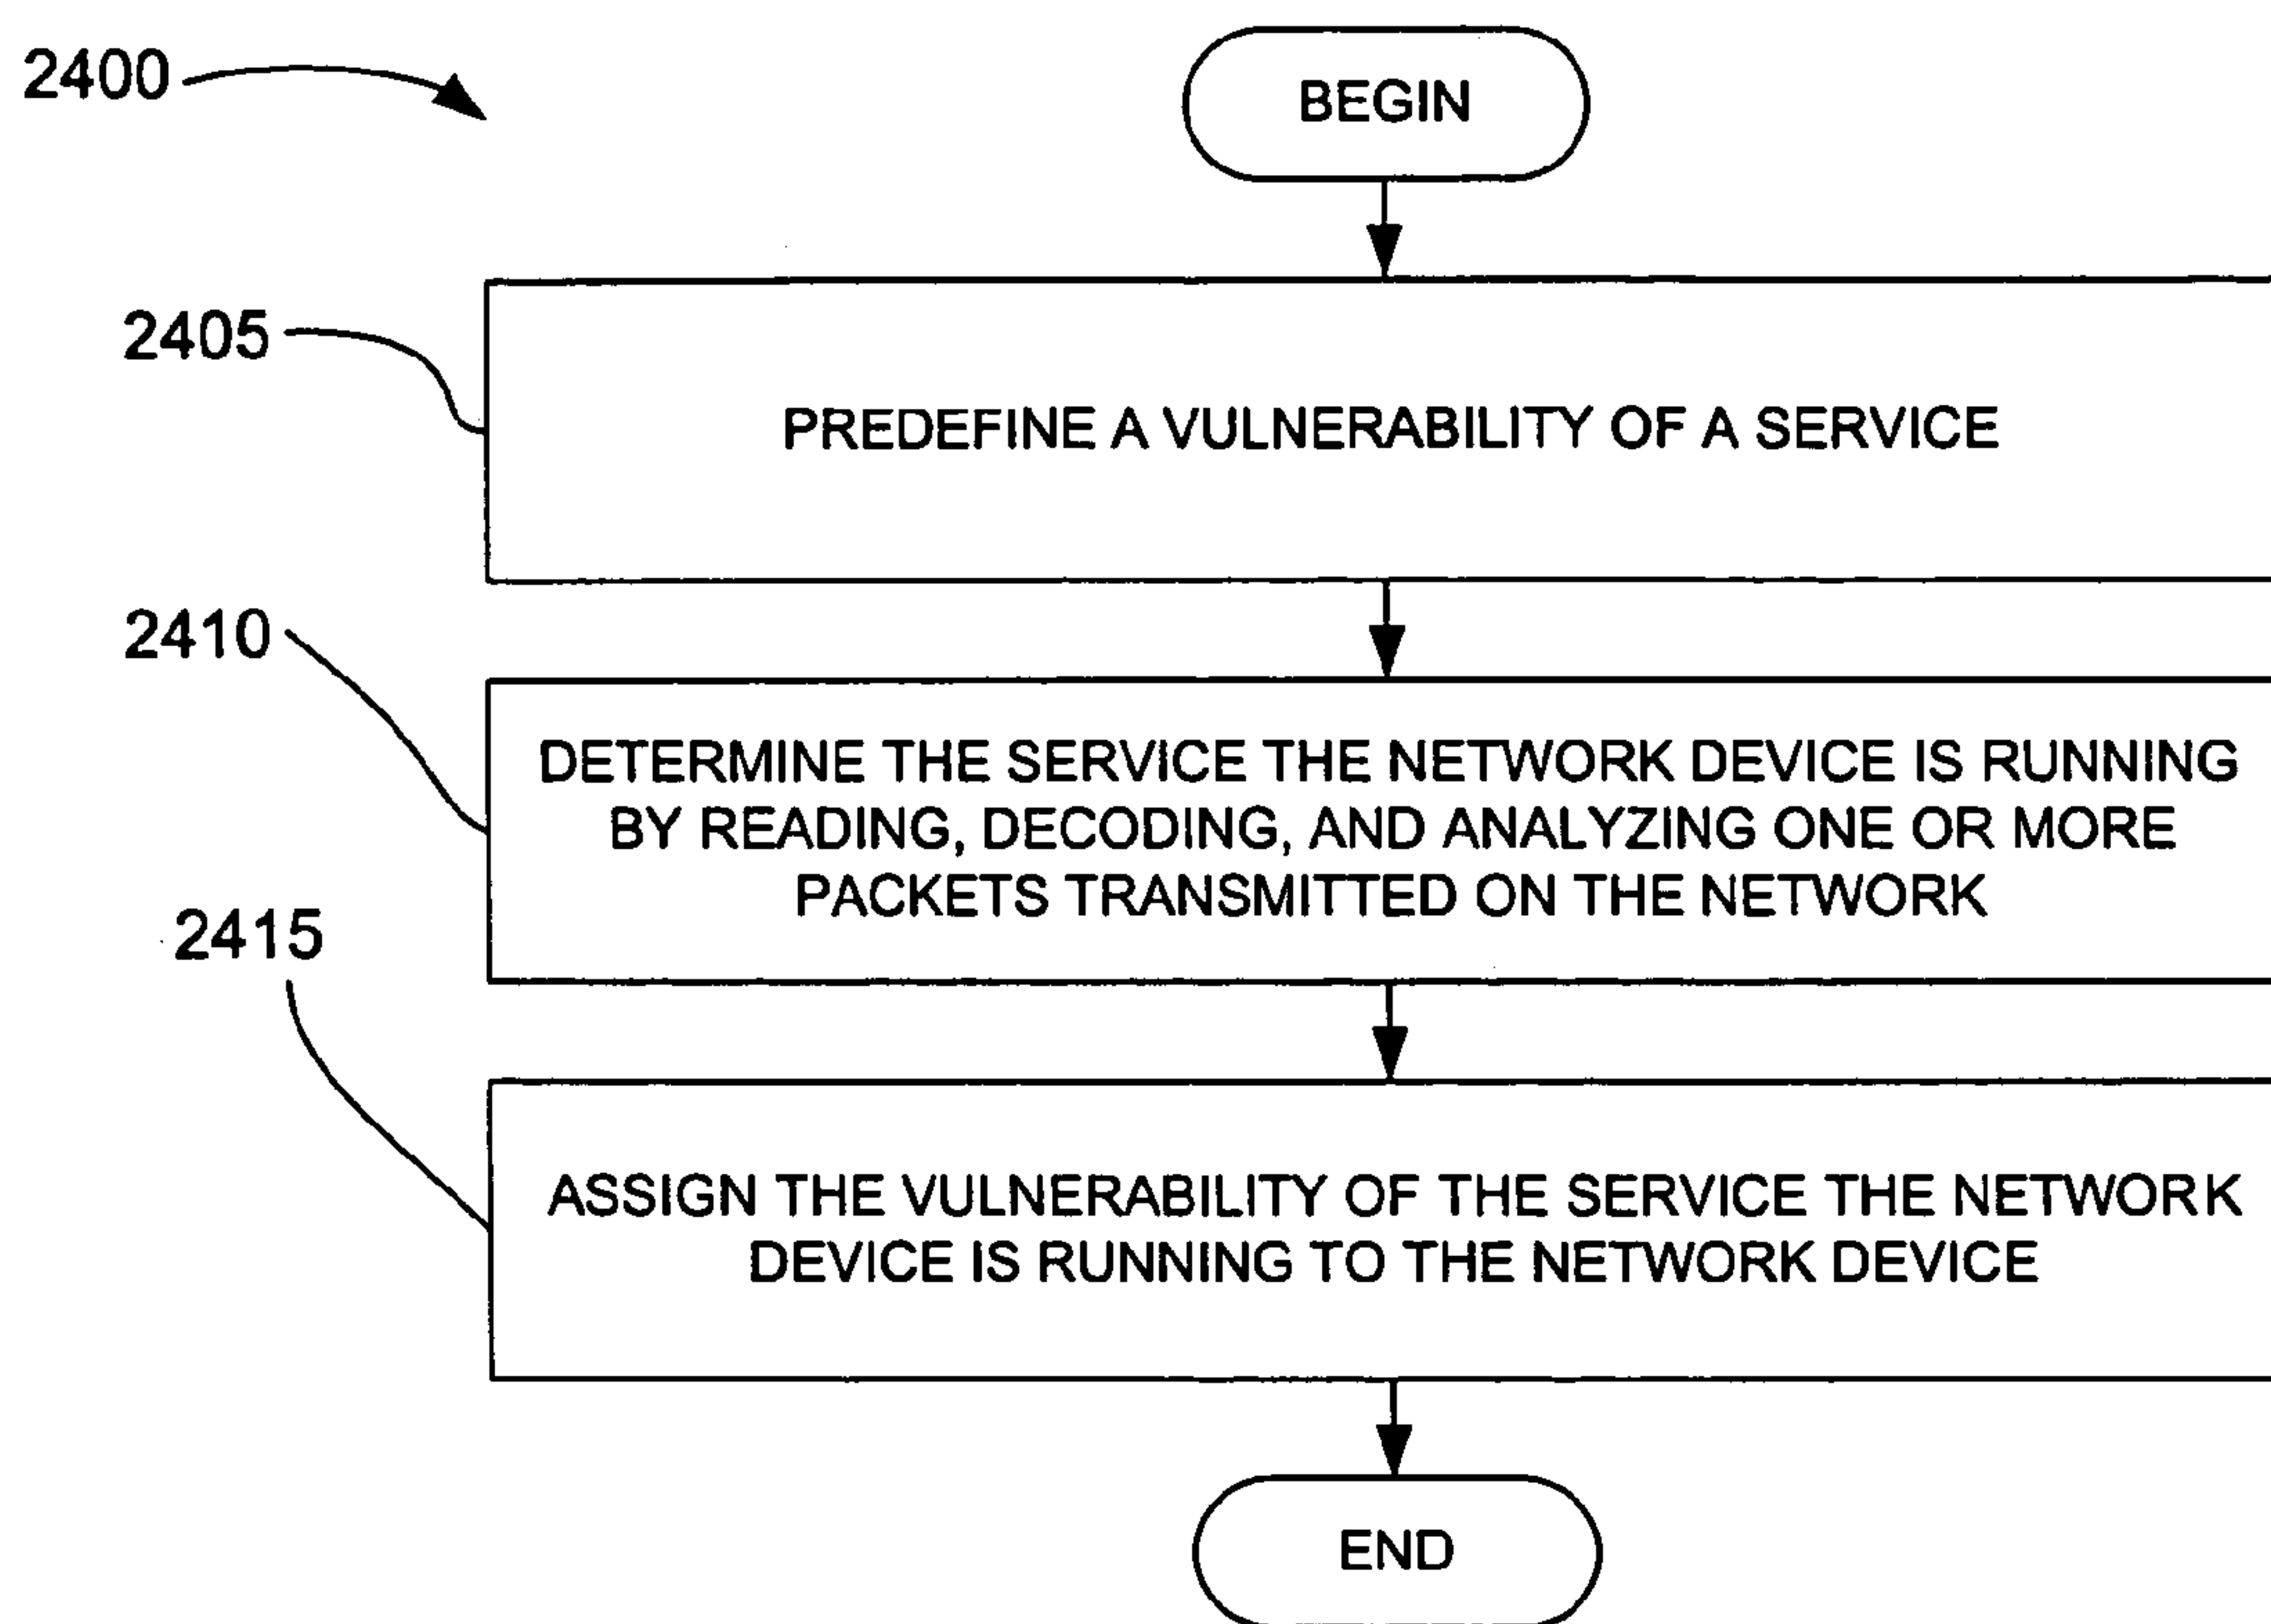 2400
BEGIN
2405
PREDEFINE A VULNERABILITY OF A SERVICE
2410
DETERMINE THE SERVICE THE NETWORK DEVICE IS RUNNING
BY READING, DECODING, AND ANALYZING ONE OR MORE
PACKETS TRANSMITTED ON THE NETWORK
2415
ASSIGN THE VULNERABILITY OF THE SERVICE THE NETWORK
DEVICE IS RUNNING TO THE NETWORK DEVICE
END